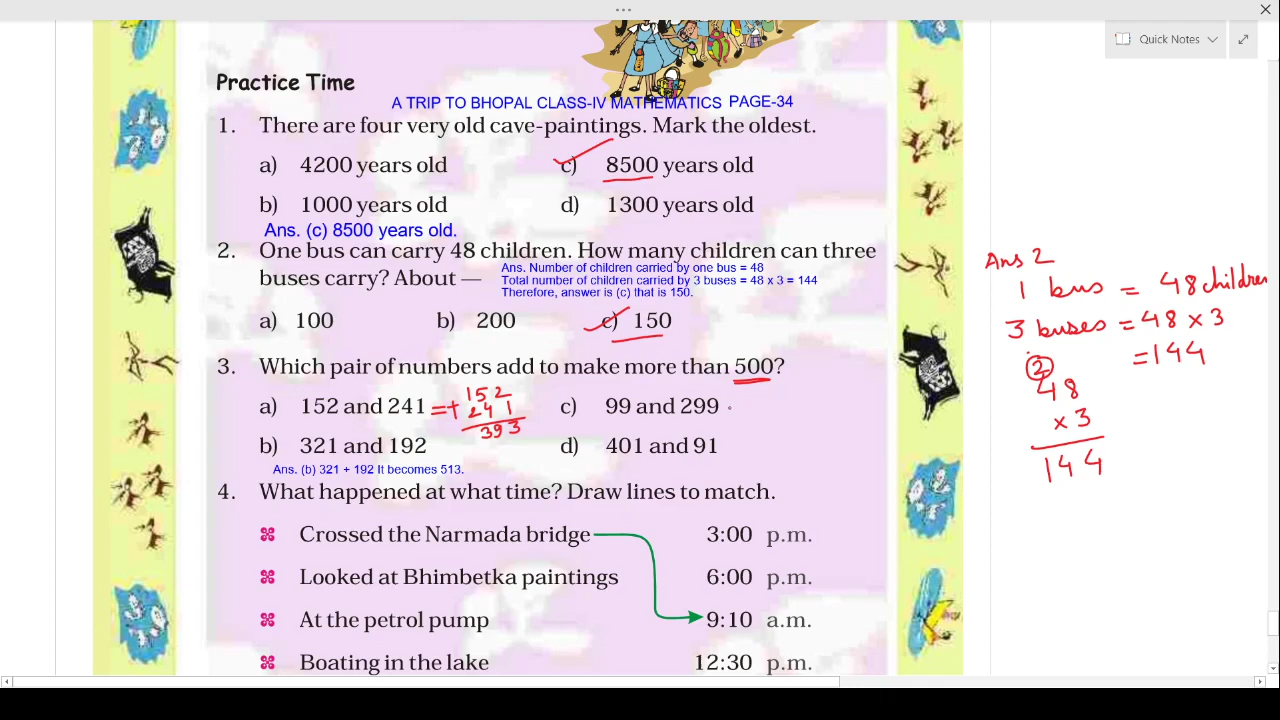 Quick Notes
Practice Time
A TRIP TO BHOPAL CLASS-IV MATHEMATICS PAGE-34
1. There are four very old cave-paintings. Mark the oldest.
a) 4200 years old c) 8500 years old
b) 1000 years old d) 1300 years old
Ans. (c) 8500 years old.
2. One bus can carry 48 children. How many children can three
buses carry? About —
Ans. Number of children carried by one bus = 48
Total number of children carried by 3 buses = 48 x 3 = 144
Therefore, answer is (c) that is 150.
a) 100 b) 200 c) 150
3. Which pair of numbers add to make more than 500?
a) 152 and 241 c) 99 and 299
= + 152
241
393
b) 321 and 192 d) 401 and 91
Ans. (b) 321 + 192 It becomes 513.
4. What happened at what time? Draw lines to match.
Crossed the Narmada bridge 3:00 p.m.
Looked at Bhimbetka paintings 6:00 p.m.
At the petrol pump 9:10 a.m.
Boating in the lake 12:30 p.m.
Ans 2
1 bus = 48 children
3 buses = 48 x 3
= 144
2
48
x 3
144